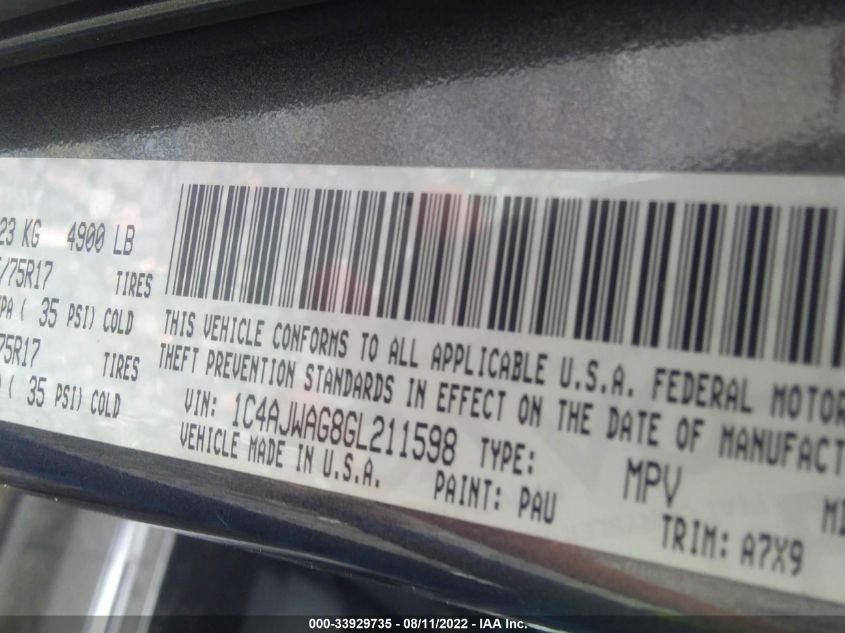 23 KG 4900 LB
/75R17 TIRES
PA ( 35 PSI) COLD
75R17 TIRES
( 35 PSI) COLD
THIS VEHICLE CONFORMS TO ALL APPLICABLE U.S.A. FEDERAL MOTOR
THEFT PREVENTION STANDARDS IN EFFECT ON THE DATE OF MANUFACT
VIN: 1C4AJWAG8GL211598 TYPE: MPV
VEHICLE MADE IN U.S.A. PAINT: PAU
TRIM: A7X9
000-33929735 - 08/11/2022 - IAA Inc.